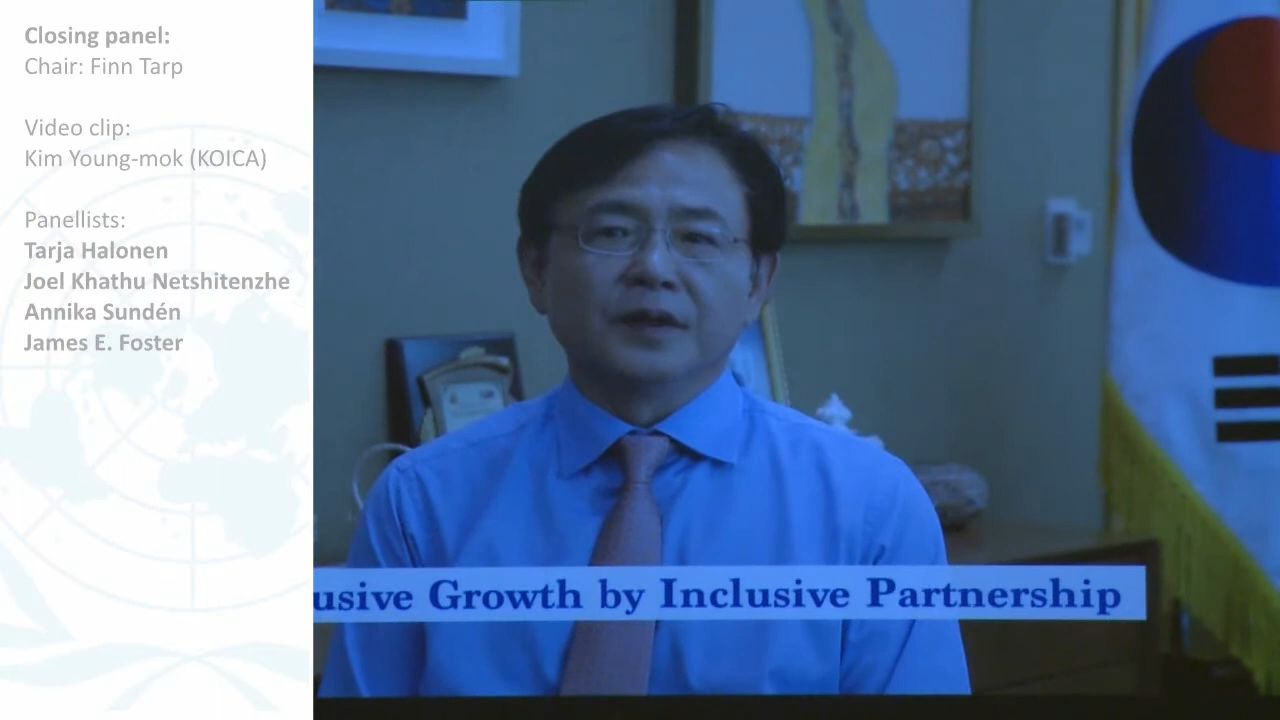 Closing panel:
Chair: Finn Tarp
Video clip:
Kim Young-mok (KOICA)
Panellists:
Tarja Halonen
Joel Khathu Netshitenzhe
Annika Sundén
James E. Foster
usive Growth by Inclusive Partnership